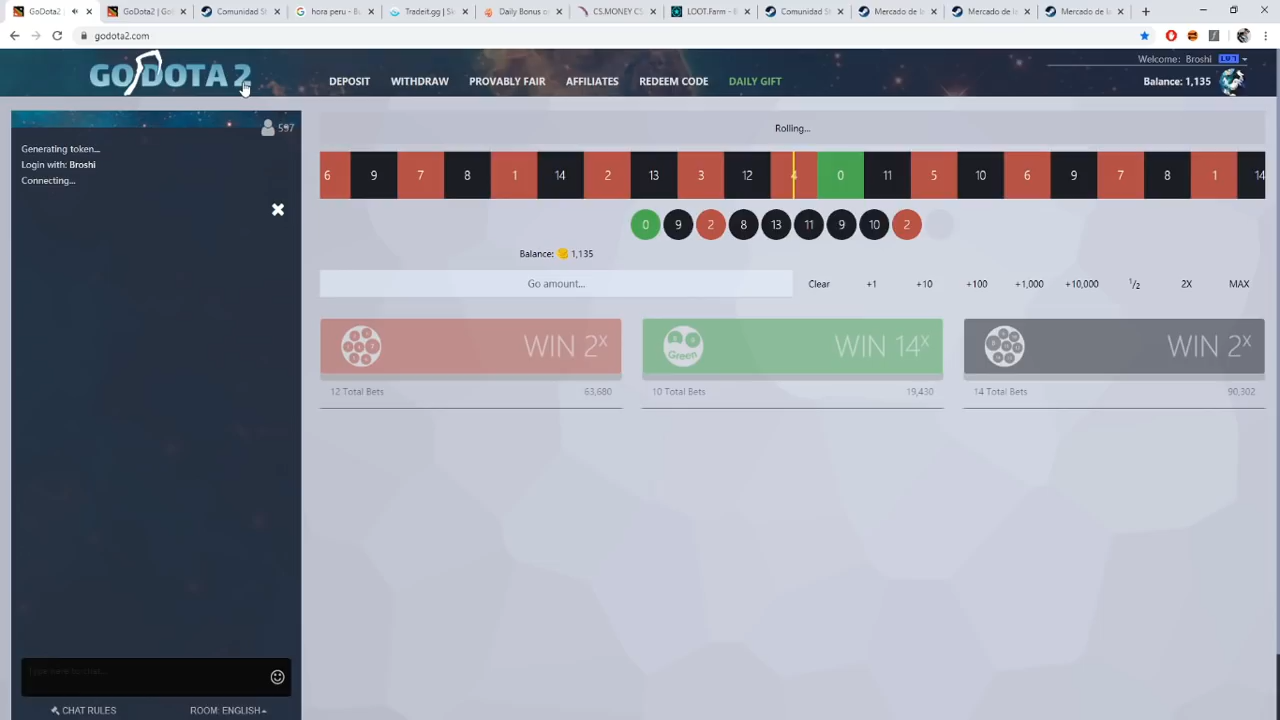 GoDota2
GoDota2 | Go
Comunidad St
hora peru - Bu
Tradeit.gg | Sk
Daily Bonus o
CS.MONEY CS
LOOT.Farm -
Comunidad St
Mercado de la
Mercado de la
Mercado de la
godota2.com
GODOTA 2
DEPOSIT
WITHDRAW
PROVABLY FAIR
AFFILIATES
REDEEM CODE
DAILY GIFT
Welcome: Broshi
Balance: 1,135
597
Generating token...
Login with: Broshi
Connecting...
Rolling...
6 9 7 8 1 14 2 13 3 12 4 0 11 5 10 6 9 7 8 1 14
0 9 2 8 13 11 9 10 2
Balance: 1,135
Go amount...
Clear +1 +10 +100 +1,000 +10,000 1/2 2X MAX
WIN 2X
Green
WIN 14X
WIN 2X
12 Total Bets 63,680
10 Total Bets 19,430
14 Total Bets 90,302
CHAT RULES
ROOM: ENGLISH